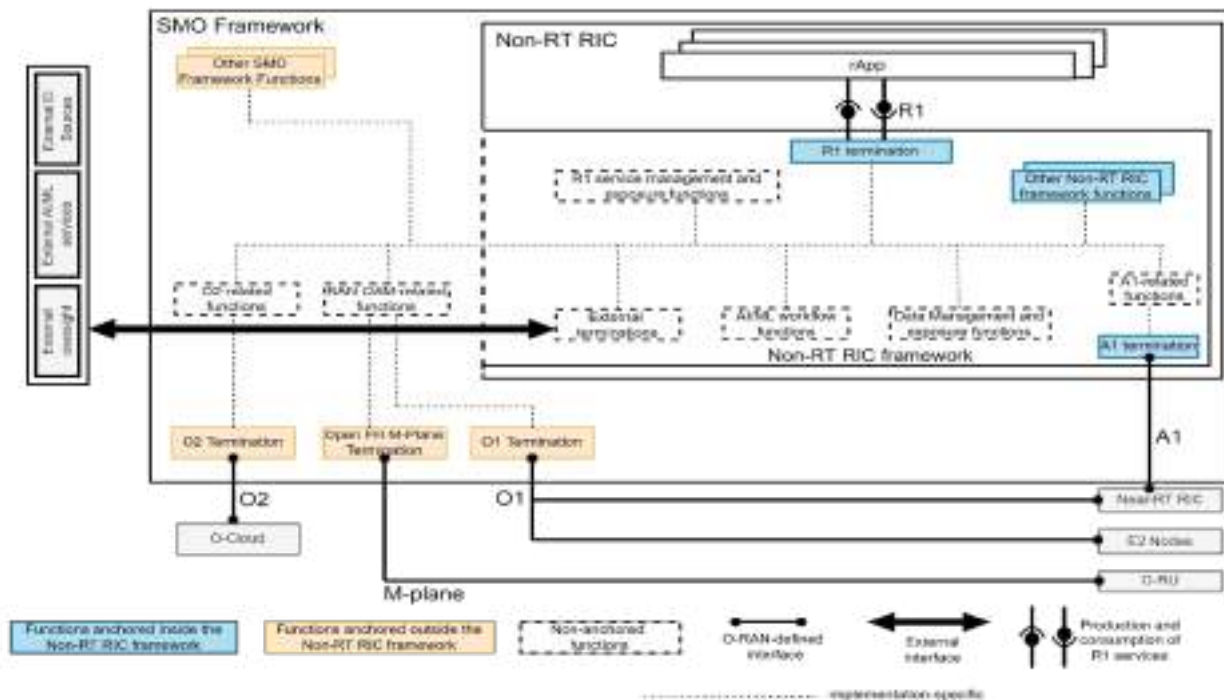 SMO Framework
Non-RT RIC
Other SMO
Framework Functions
rApp
R1
R1 termination
External EI
Sources
External AI/ML
services
External
oversight
R1 service management and
exposure functions
Other Non-RT RIC
framework functions
O2-related
functions
RAN OAM-related
functions
A1-related
functions
External
terminations
AI/ML workflow
functions
Data Management and
exposure functions
Non-RT RIC framework
A1 termination
O2 Termination
Open FH M-Plane
Termination
O1 Termination
A1
O2
O1
Near-RT RIC
O-Cloud
E2 Nodes
O-RU
M-plane
Functions anchored inside the
Non-RT RIC framework
Functions anchored outside the
Non-RT RIC framework
Non-anchored
functions
O-RAN-defined
interface
External
interface
Production and
consumption of
R1 services
implementation-specific